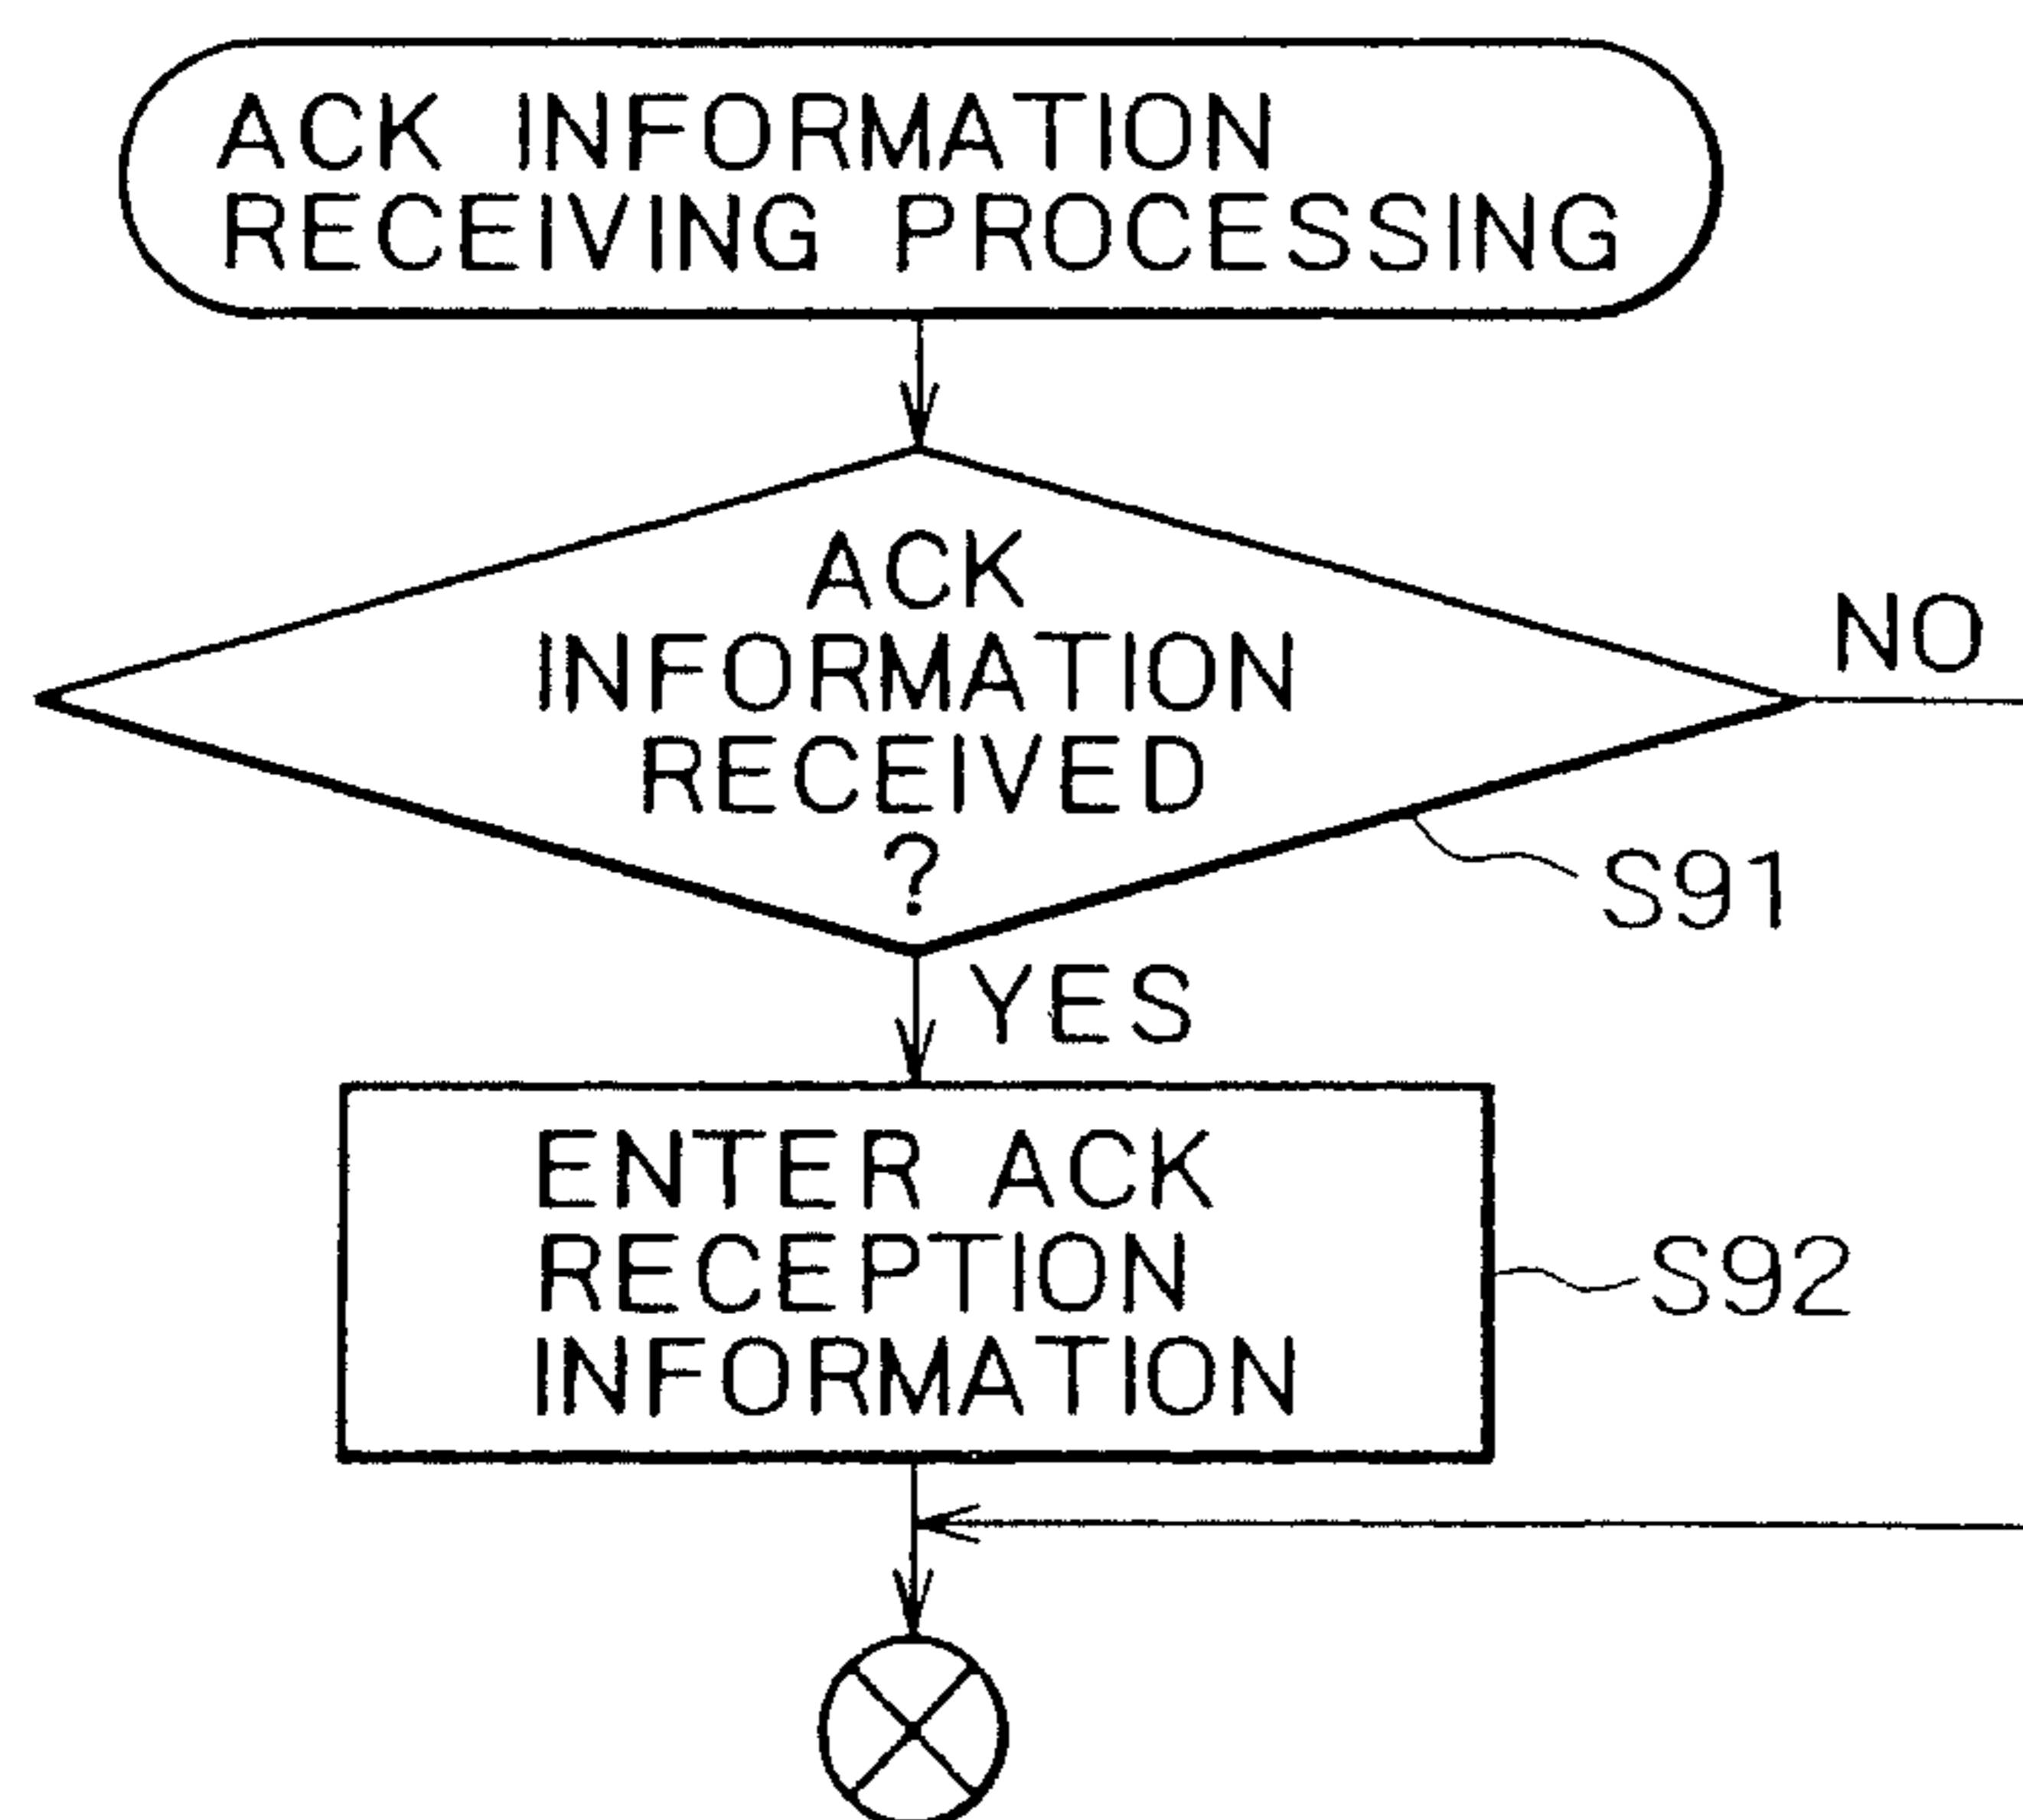 ACK INFORMATION
RECEIVING PROCESSING
ACK
INFORMATION
RECEIVED
?
NO
S91
YES
ENTER ACK
RECEPTION
INFORMATION
S92